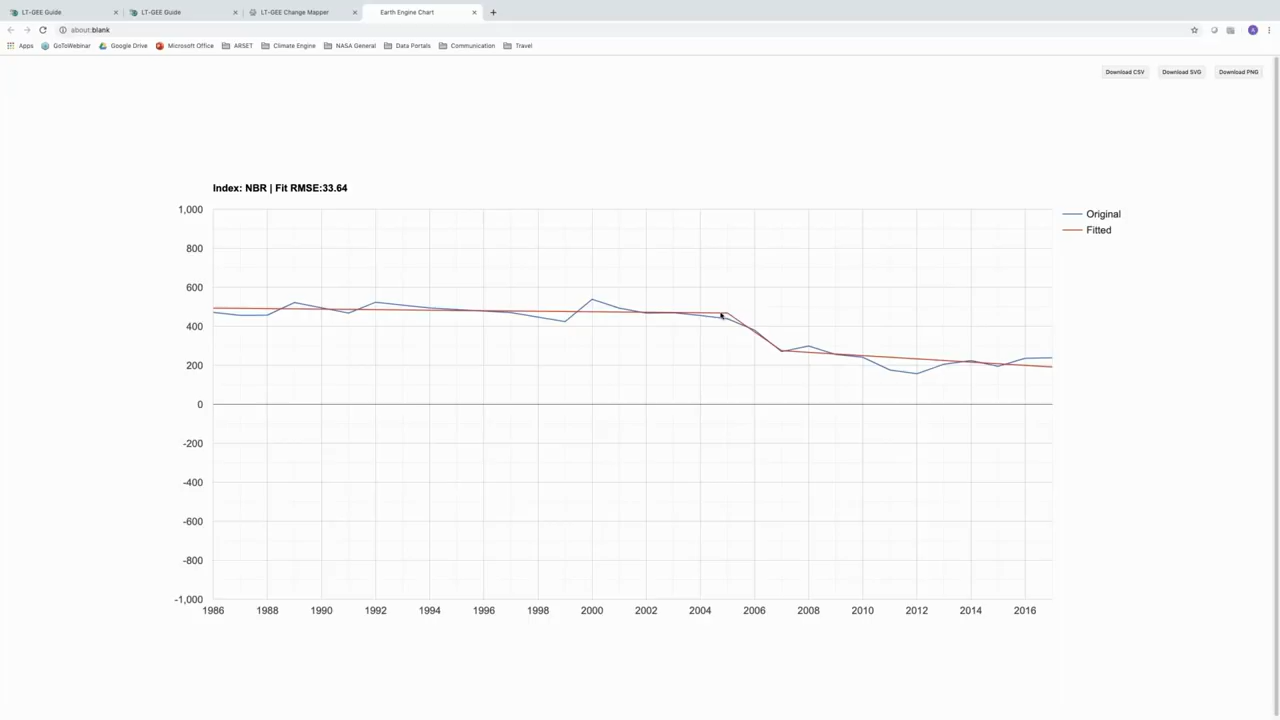 LT-GEE Guide
LT-GEE Guide
LT-GEE Change Mapper
Earth Engine Chart
about:blank
A
Apps
GoToWebinar
Google Drive
Microsoft Office
ARSET
Climate Engine
NASA General
Data Portals
Communication
Travel
Download CSV
Download SVG
Download PNG
Index: NBR | Fit RMSE:33.64
1,000
800
600
400
200
0
-200
-400
-600
-800
-1,000
1986 1988 1990 1992 1994 1996 1998 2000 2002 2004 2006 2008 2010 2012 2014 2016
Original
Fitted